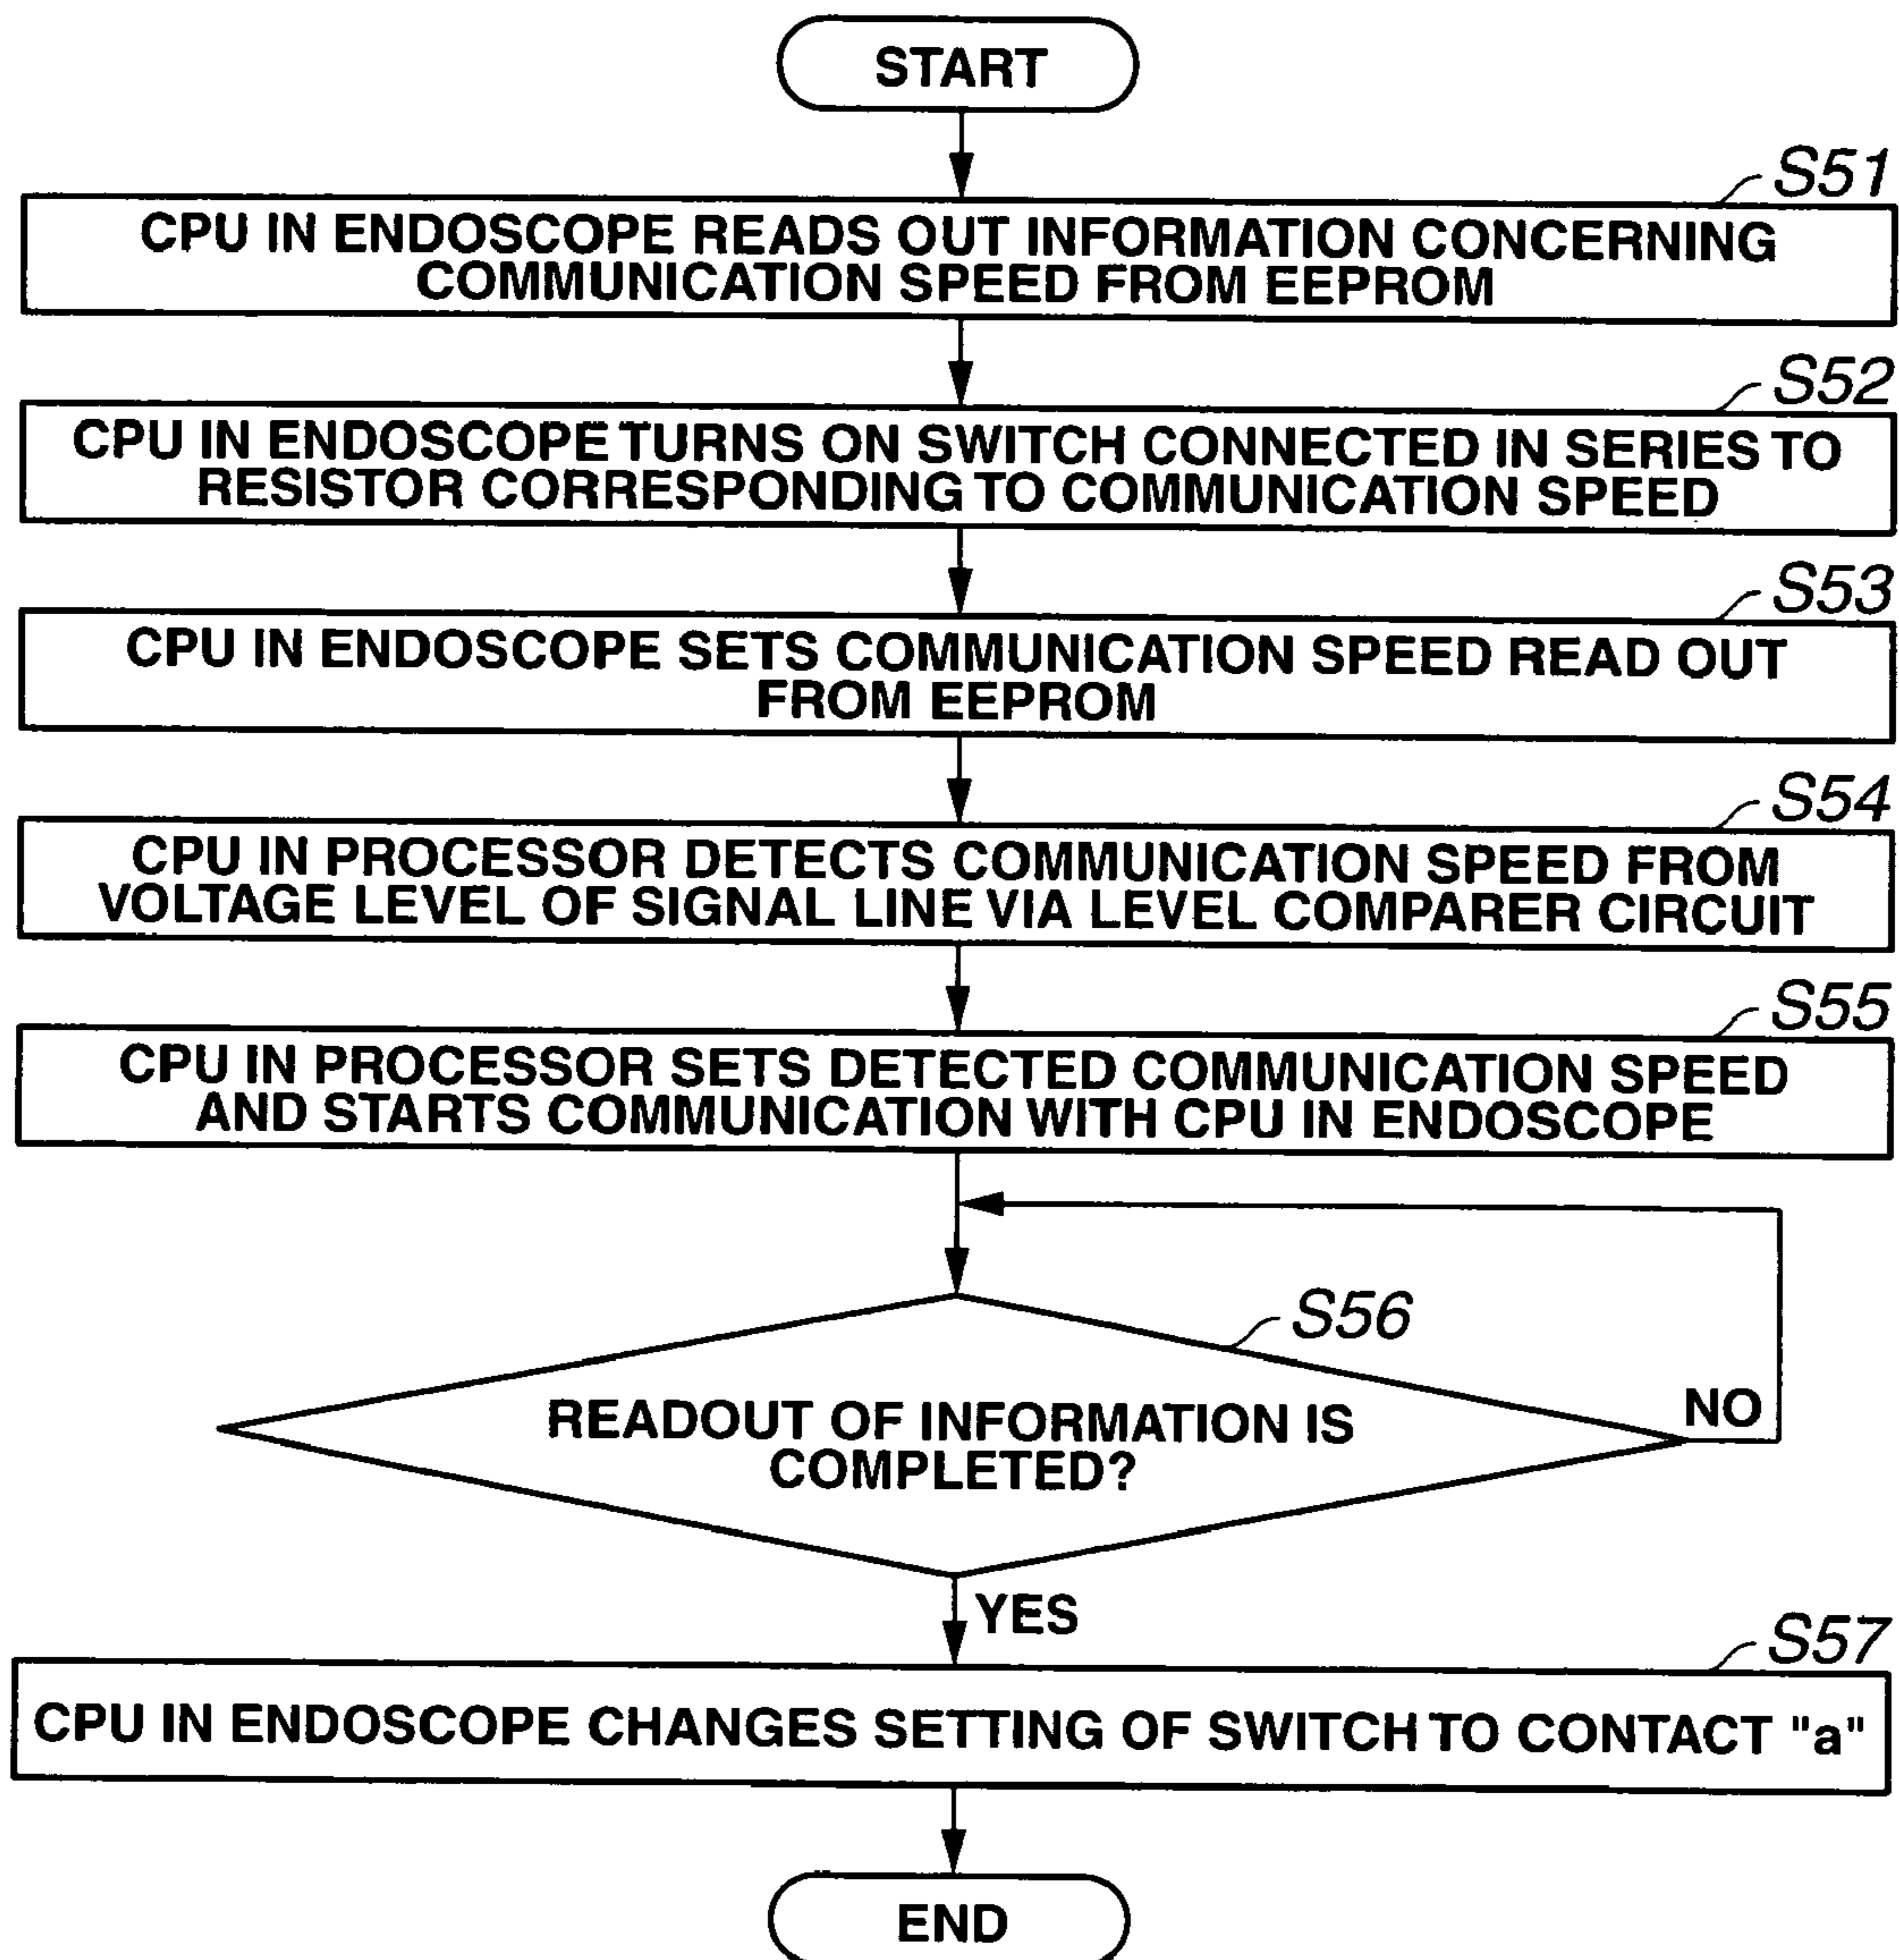 START
S51
CPU IN ENDOSCOPE READS OUT INFORMATION CONCERNING
COMMUNICATION SPEED FROM EEPROM
S52
CPU IN ENDOSCOPE TURNS ON SWITCH CONNECTED IN SERIES TO
RESISTOR CORRESPONDING TO COMMUNICATION SPEED
S53
CPU IN ENDOSCOPE SETS COMMUNICATION SPEED READ OUT
FROM EEPROM
S54
CPU IN PROCESSOR DETECTS COMMUNICATION SPEED FROM
VOLTAGE LEVEL OF SIGNAL LINE VIA LEVEL COMPARER CIRCUIT
S55
CPU IN PROCESSOR SETS DETECTED COMMUNICATION SPEED
AND STARTS COMMUNICATION WITH CPU IN ENDOSCOPE
S56
NO
READOUT OF INFORMATION IS
COMPLETED?
YES
S57
CPU IN ENDOSCOPE CHANGES SETTING OF SWITCH TO CONTACT "a"
END